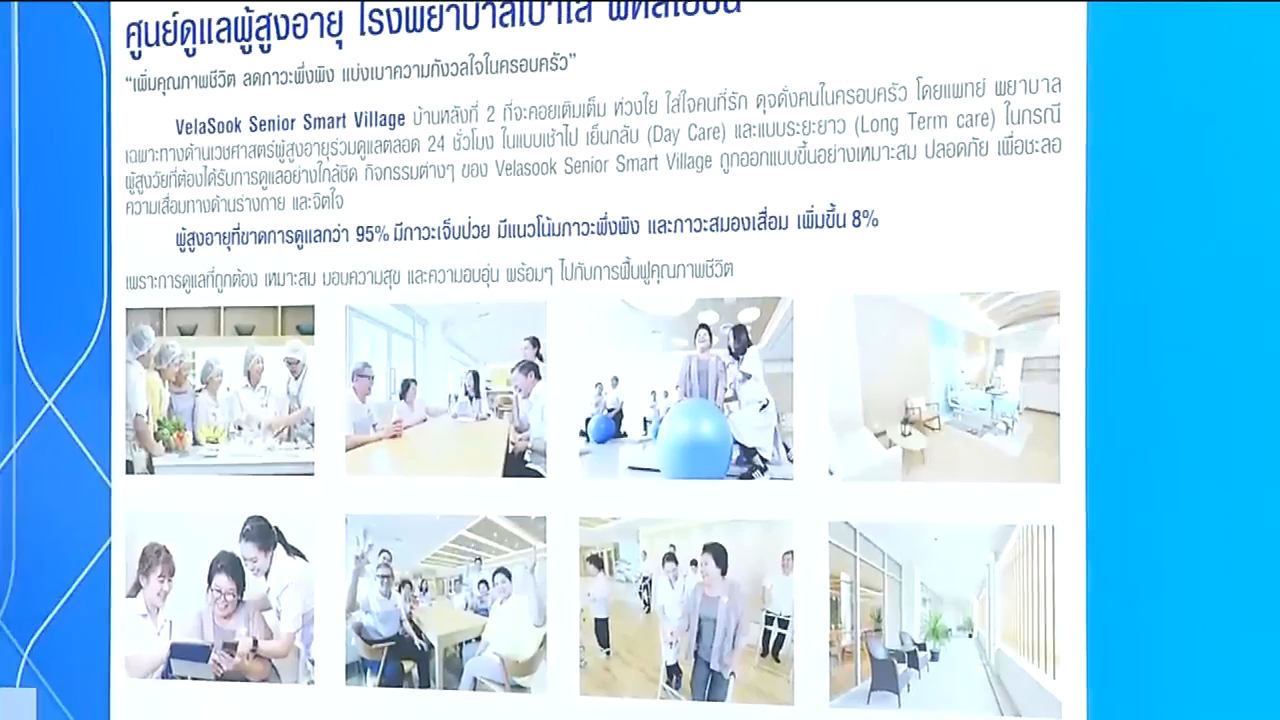 ศูนย์ดูแลผู้สูงอายุ โรงพยาบาลเปาโล
“เพิ่มคุณภาพชีวิต ลดภาวะพึ่งพิง แบ่งเบาความกังวลใจในครอบครัว”
VelaSook Senior Smart Village บ้านหลังที่ 2 ที่จะคอยเติมเต็ม ห่วงใย ใส่ใจคนที่รัก ดุจดั่งคนในครอบครัว โดยแพทย์ พยาบาล
เฉพาะทางด้านเวชศาสตร์ผู้สูงอายุร่วมดูแลตลอด 24 ชั่วโมง ในแบบเช้าไป เย็นกลับ (Day Care) และแบบระยะยาว (Long Term care) ในกรณี
ผู้สูงวัยที่ต้องได้รับการดูแลอย่างใกล้ชิด กิจกรรมต่างๆ ของ Velasook Senior Smart Village ถูกออกแบบขึ้นอย่างเหมาะสม ปลอดภัย เพื่อชะลอ
ความเสื่อมทางด้านร่างกาย และจิตใจ
ผู้สูงอายุที่ขาดการดูแลกว่า 95% มีภาวะเจ็บป่วย มีแนวโน้มภาวะพึ่งพิง และภาวะสมองเสื่อม เพิ่มขึ้น 8%
เพราะการดูแลที่ถูกต้อง เหมาะสม มอบความสุข และความอบอุ่น พร้อมๆ ไปกับการฟื้นฟูคุณภาพชีวิต